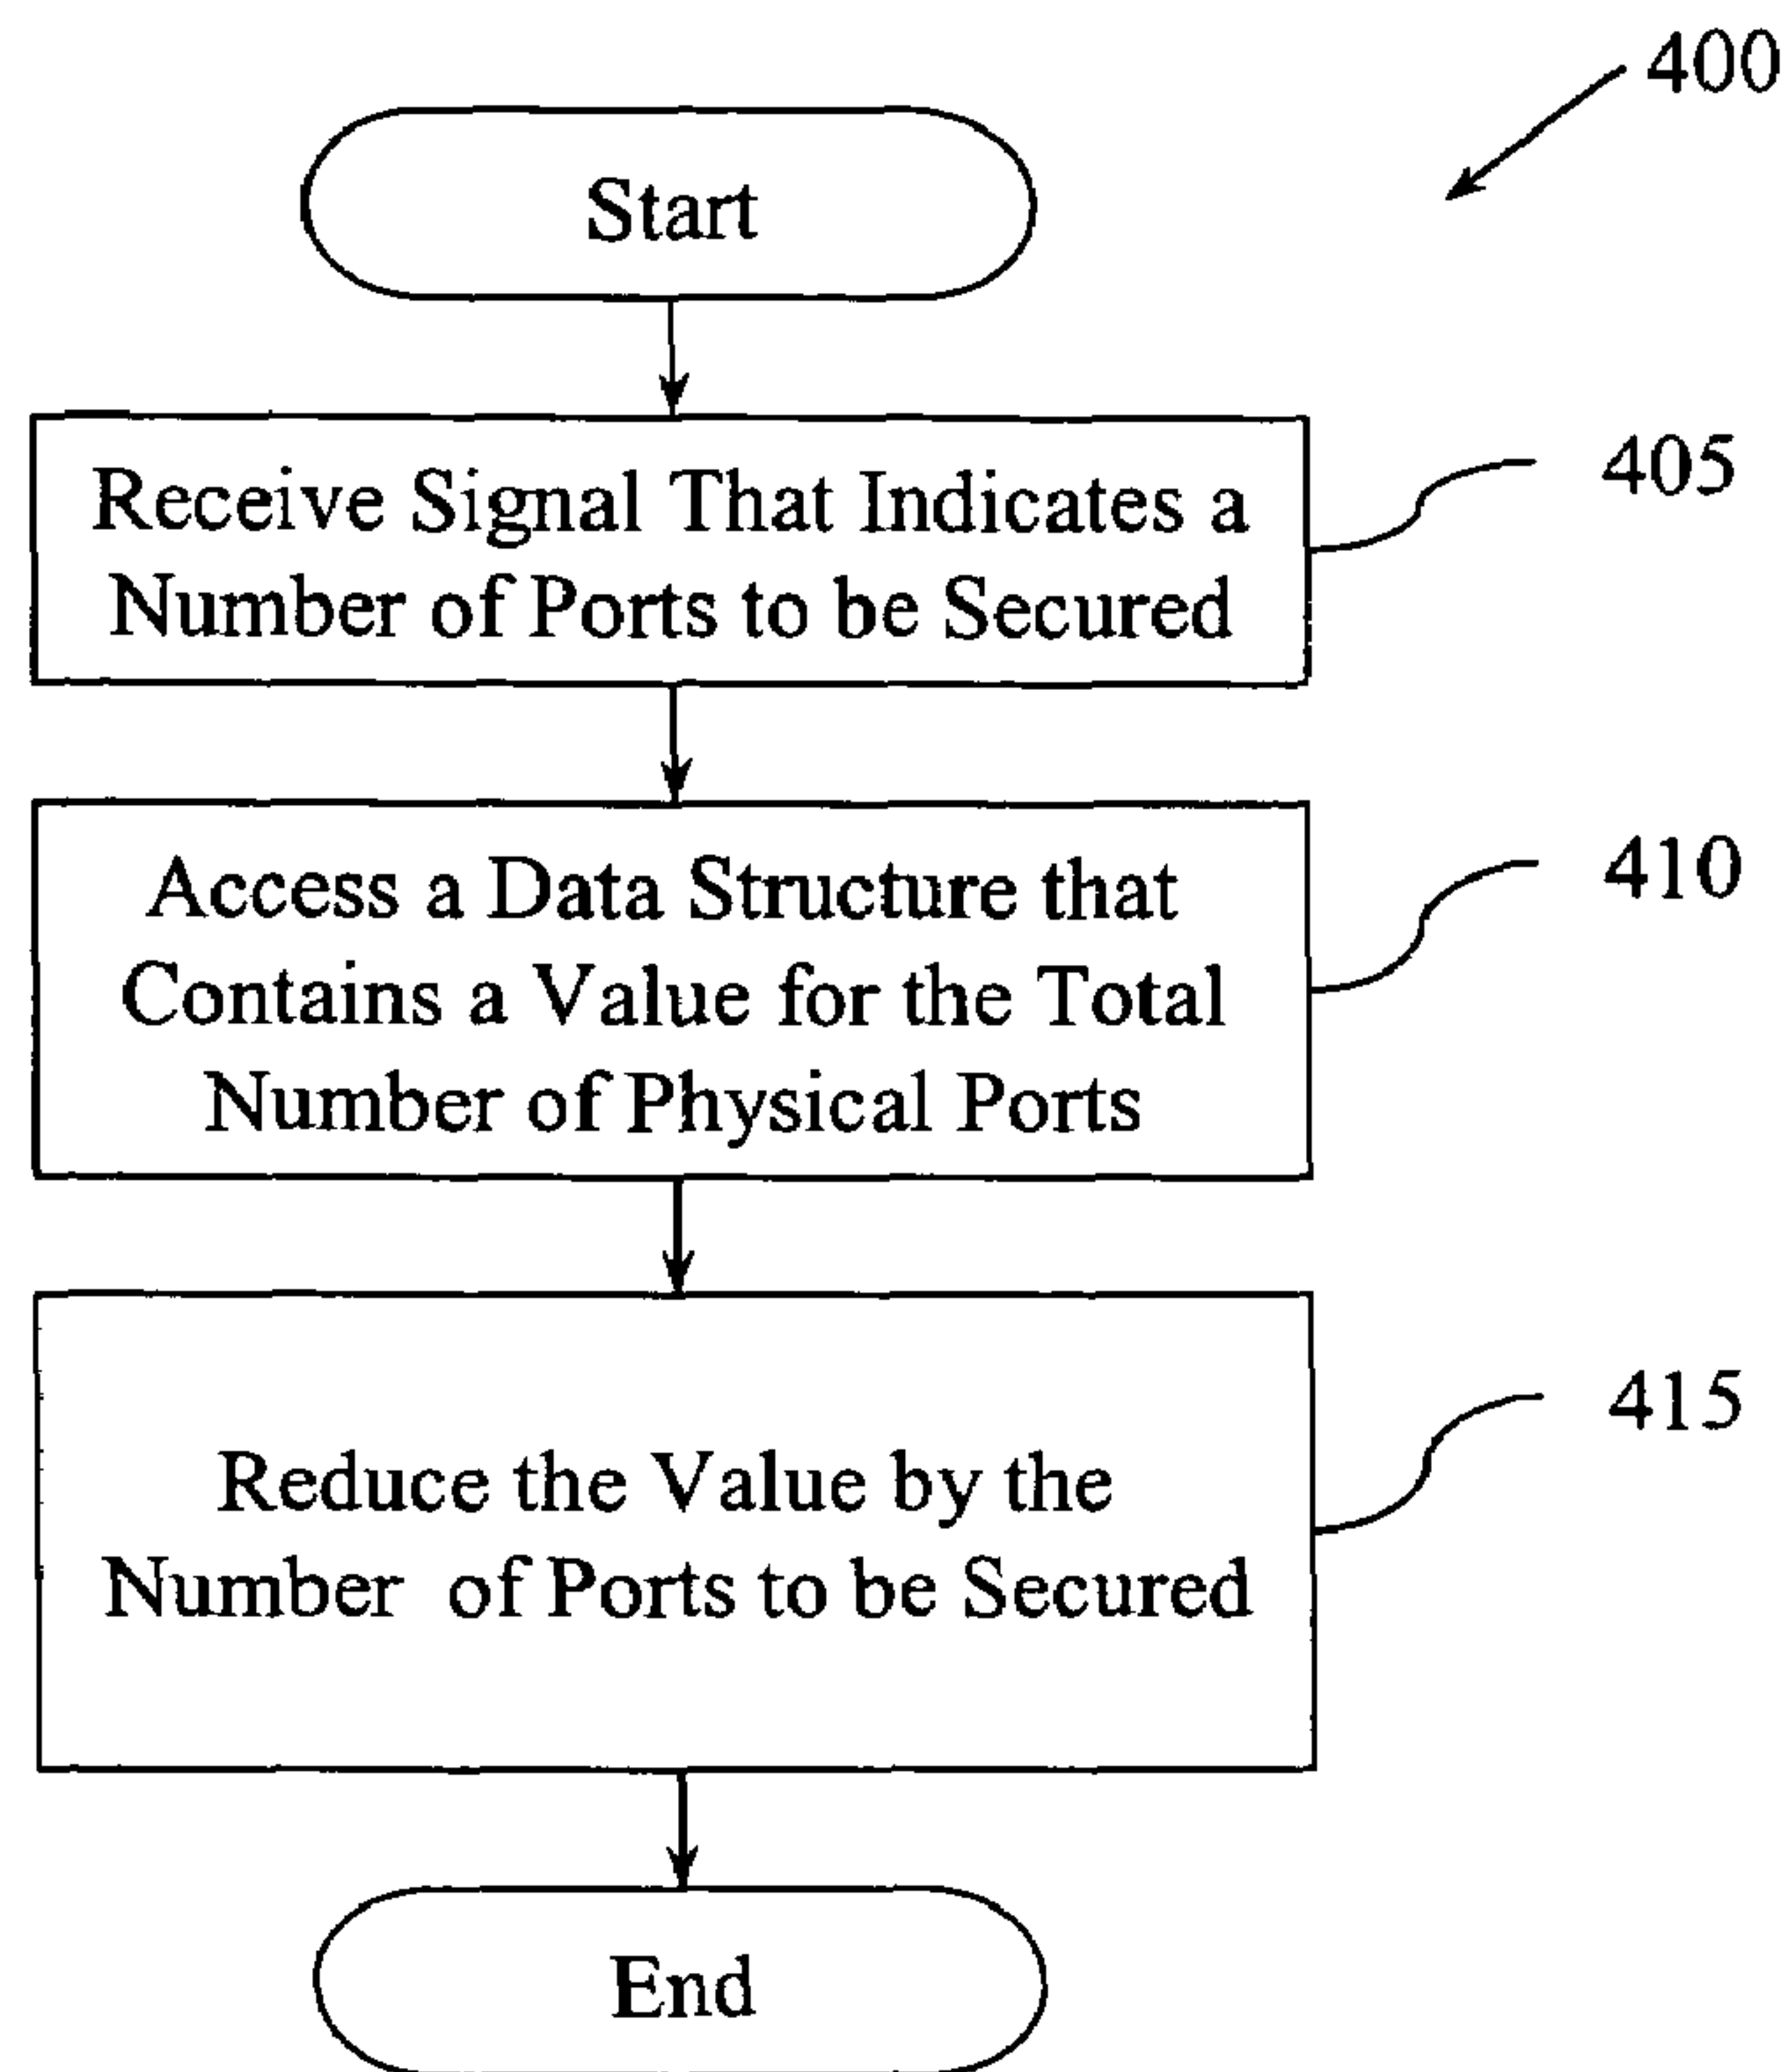 400
Start
Receive Signal That Indicates a
Number of Ports to be Secured
405
Access a Data Structure that
Contains a Value for the Total
Number of Physical Ports
410
Reduce the Value by the
Number of Ports to be Secured
415
End